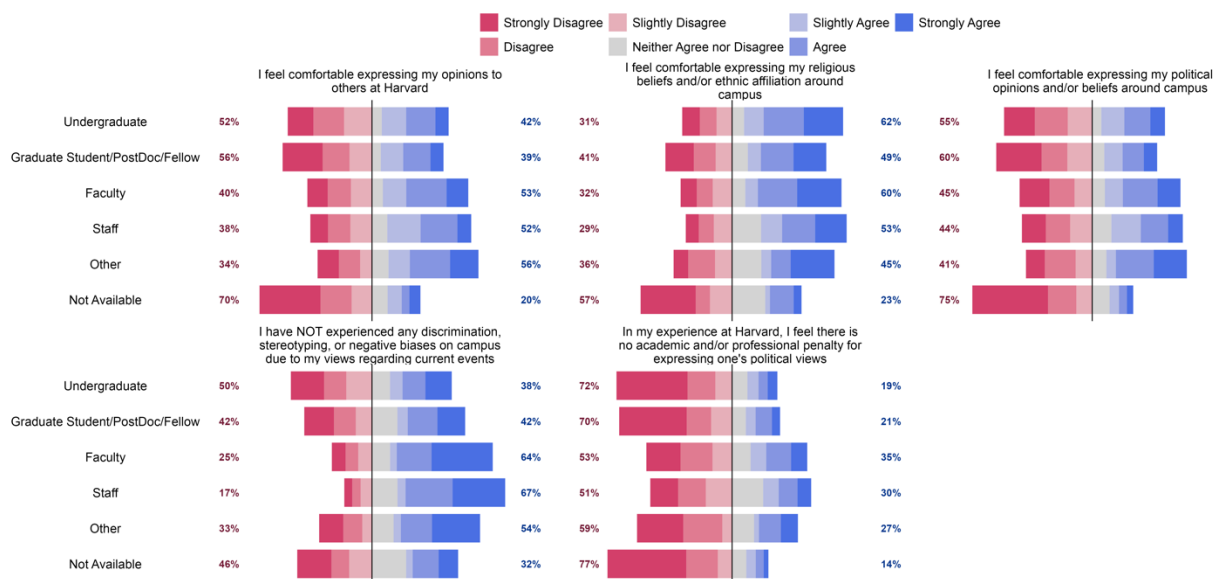 Strongly Disagree Slightly Disagree Slightly Agree Strongly Agree
Disagree Neither Agree nor Disagree Agree
I feel comfortable expressing my opinions to
others at Harvard
I feel comfortable expressing my religious
beliefs and/or ethnic affiliation around
campus
I feel comfortable expressing my political
opinions and/or beliefs around campus
Undergraduate 52% 42% 31% 62% 55%
Graduate Student/PostDoc/Fellow 56% 39% 41% 49% 60%
Faculty 40% 53% 32% 60% 45%
Staff 38% 52% 29% 53% 44%
Other 34% 56% 36% 45% 41%
Not Available 70% 20% 57% 23% 75%
I have NOT experienced any discrimination,
stereotyping, or negative biases on campus
due to my views regarding current events
In my experience at Harvard, I feel there is
no academic and/or professional penalty for
expressing one's political views
Undergraduate 50% 38% 72% 19%
Graduate Student/PostDoc/Fellow 42% 42% 70% 21%
Faculty 25% 64% 53% 35%
Staff 17% 67% 51% 30%
Other 33% 54% 59% 27%
Not Available 46% 32% 77% 14%